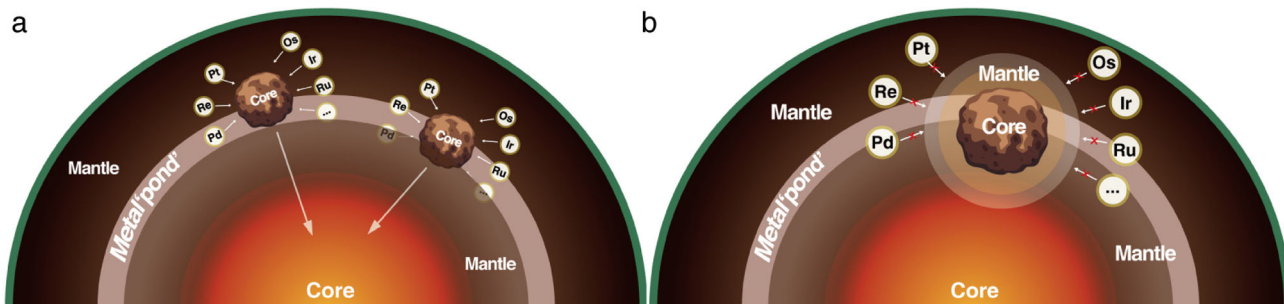 a
Os
Pt
Ir
Core
Ru
Re
...
Pd
Pt
Re
Os
Pd
Core
Ir
Ru
...
Mantle
Metal'pond'
Mantle
Core
b
Pt
Os
Mantle
Re
Ir
Mantle
Core
Pd
Ru
...
Metal'pond'
Mantle
Core